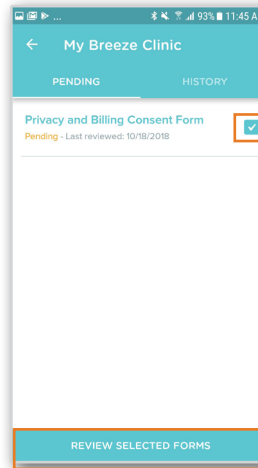 ... 93% 11:45 A
My Breeze Clinic
PENDING HISTORY
Privacy and Billing Consent Form
Pending - Last reviewed: 10/18/2018
REVIEW SELECTED FORMS